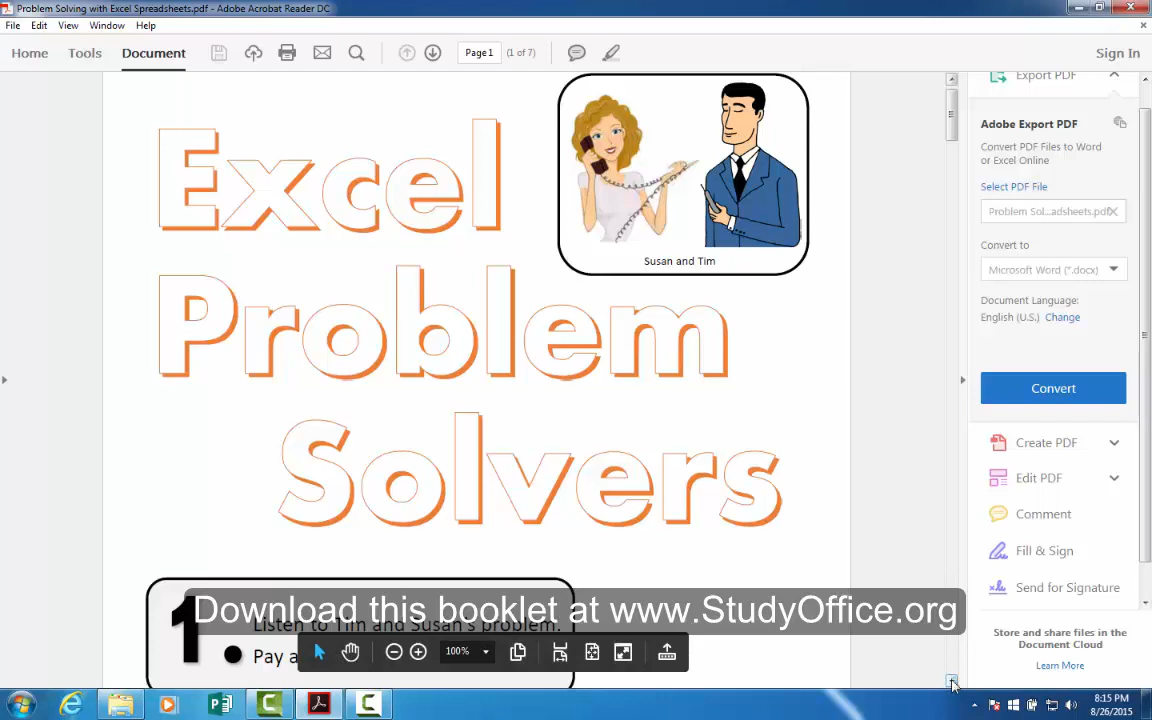 Problem Solving with Excel Spreadsheets.pdf - Adobe Acrobat Reader DC
File Edit View Window Help
Home Tools Document Page 1 (1 of 7) Sign In
Export PDF
Adobe Export PDF
Convert PDF Files to Word
or Excel Online
Select PDF File
Problem Sol...adsheets.pdf
Convert to
Microsoft Word (*.docx)
Document Language:
English (U.S.) Change
Convert
Create PDF
Edit PDF
Comment
Fill & Sign
Send for Signature
Store and share files in the
Document Cloud
Learn More
Excel
Problem
Solvers
Susan and Tim
1
Listen to Tim and Susan's problem.
Pay a
Download this booklet at www.StudyOffice.org
100%
8:15 PM
8/26/2015